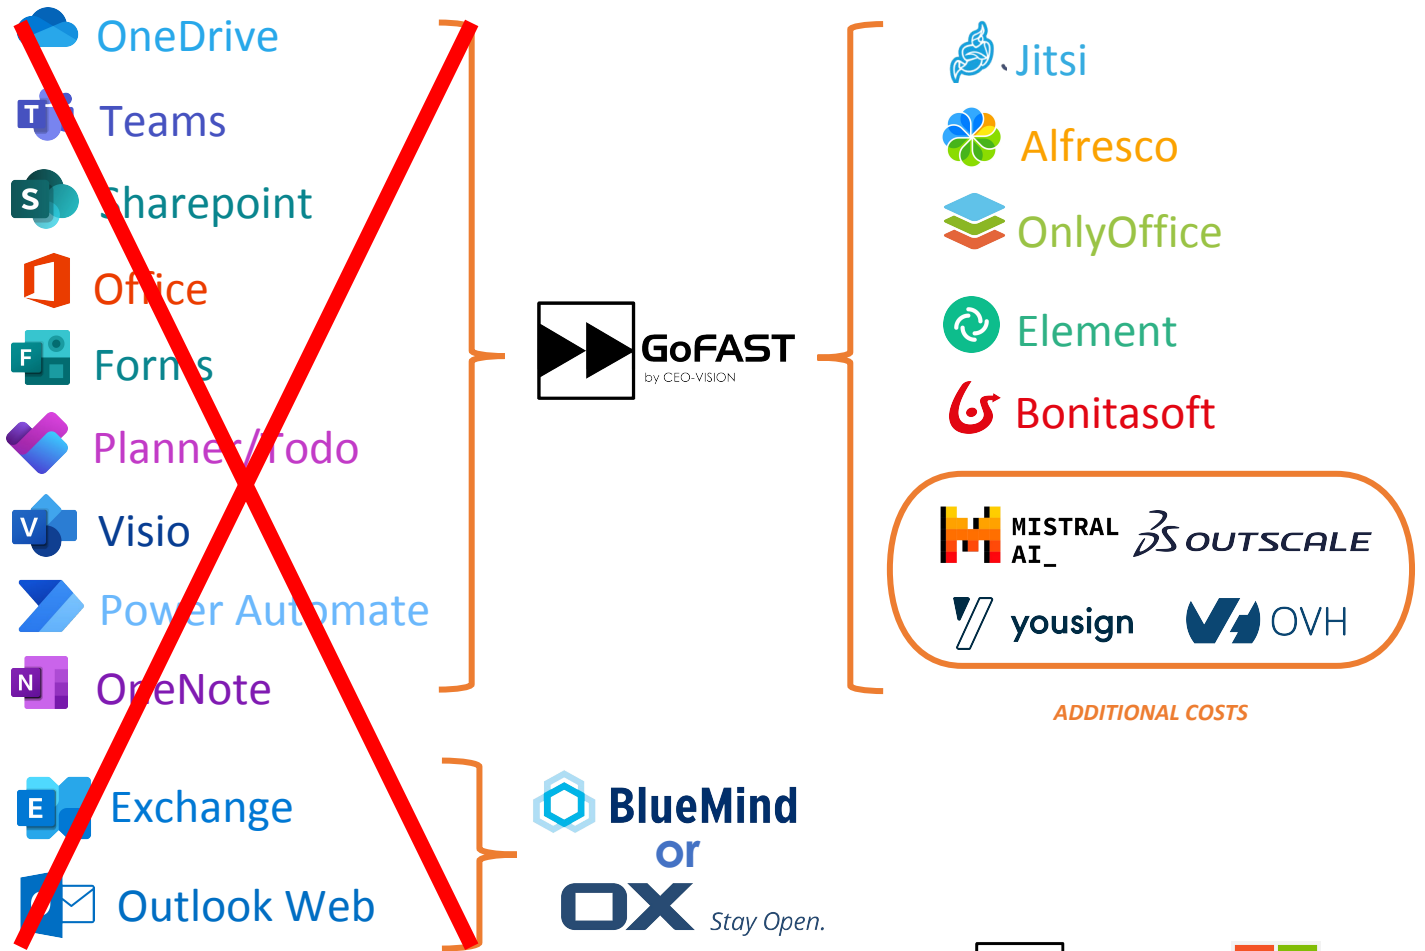 OneDrive
T Teams
S Sharepoint
Office
F Forms
Planner/Todo
V Visio
Power Automate
N OneNote
E Exchange
Outlook Web
GoFAST
by CEO-VISION
BlueMind
or
OX Stay Open.
Jitsi
Alfresco
OnlyOffice
Element
Bonitasoft
MISTRAL
AI_
3DS OUTSCALE
yousign
OVH
ADDITIONAL COSTS